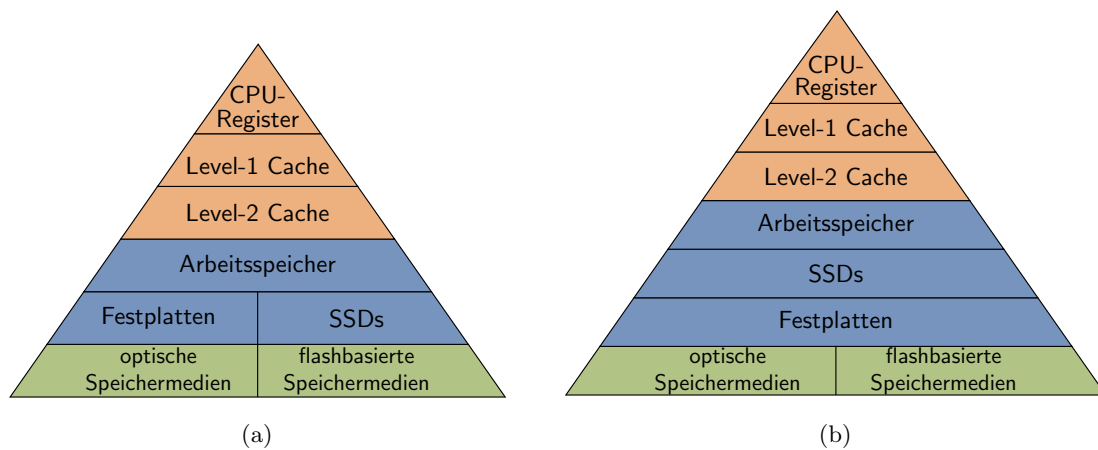 CPU-
Register
Level-1 Cache
Level-2 Cache
Arbeitsspeicher
Festplatten
SSDs
optische
Speichermedien
flashbasierte
Speichermedien
(a)
CPU-
Register
Level-1 Cache
Level-2 Cache
Arbeitsspeicher
SSDs
Festplatten
optische
Speichermedien
flashbasierte
Speichermedien
(b)